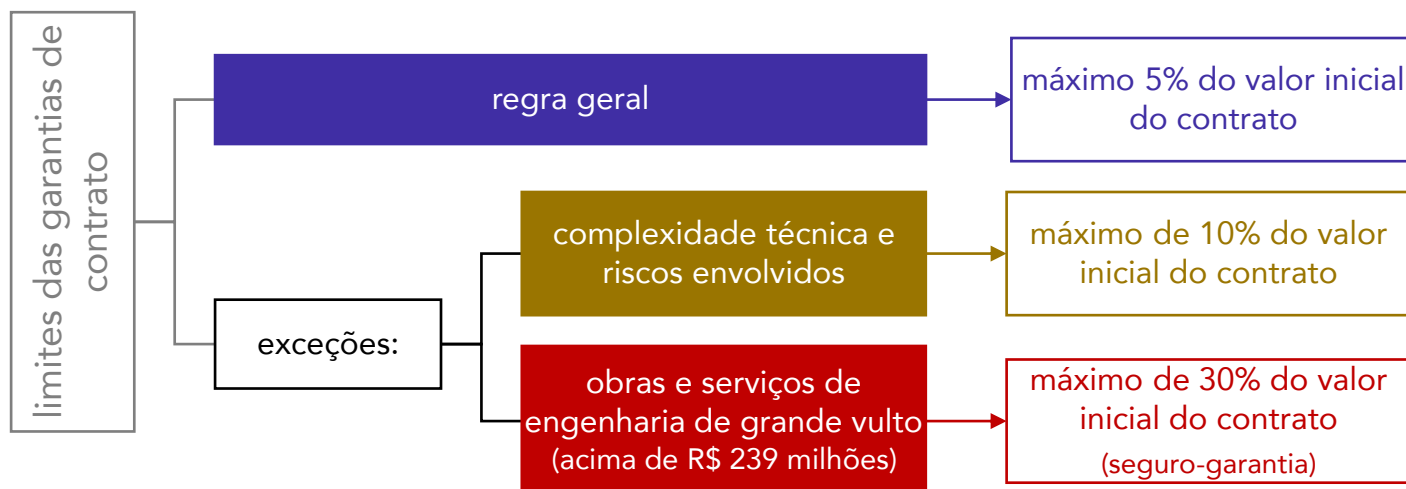 limites das garantias de
contrato
regra geral
máximo 5% do valor inicial
do contrato
exceções:
complexidade técnica e
riscos envolvidos
máximo de 10% do valor
inicial do contrato
obras e serviços de
engenharia de grande vulto
(acima de R$ 239 milhões)
máximo de 30% do valor
inicial do contrato
(seguro-garantia)